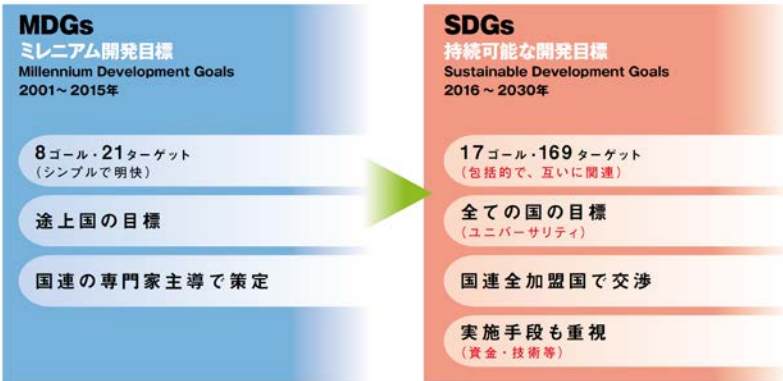 MDGs
ミレニアム開発目標
Millennium Development Goals
2001～2015年
8ゴール・21ターゲット
（シンプルで明快）
途上国の目標
国連の専門家主導で策定
SDGs
持続可能な開発目標
Sustainable Development Goals
2016～2030年
17ゴール・169ターゲット
（包括的で、互いに関連）
全ての国の目標
（ユニバーサリティ）
国連全加盟国で交渉
実施手段も重視
（資金・技術等）